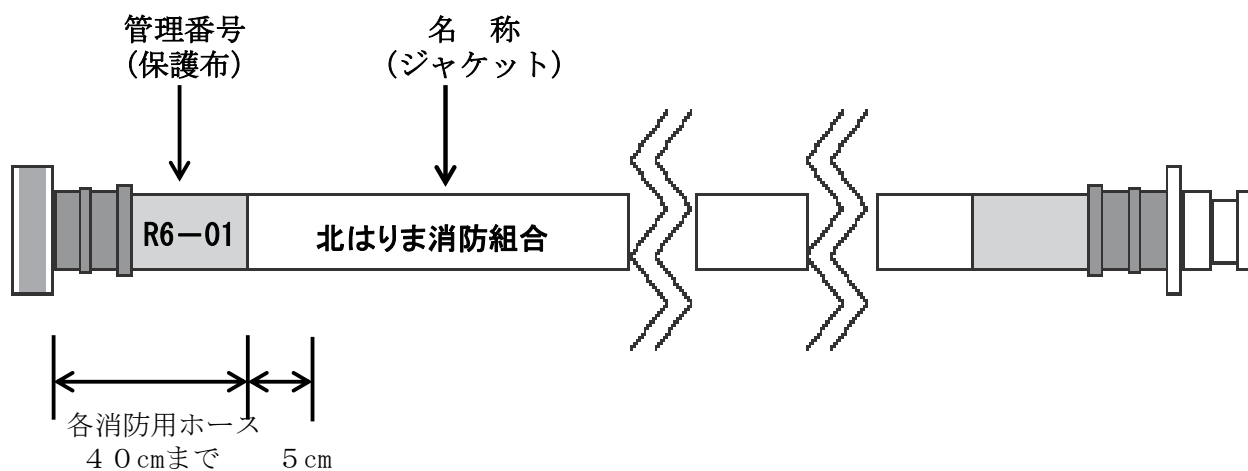 管理番号
(保護布)
名　称
(ジャケット)
R6－01
北はりま消防組合
各消防用ホース
４０㎝まで
５㎝